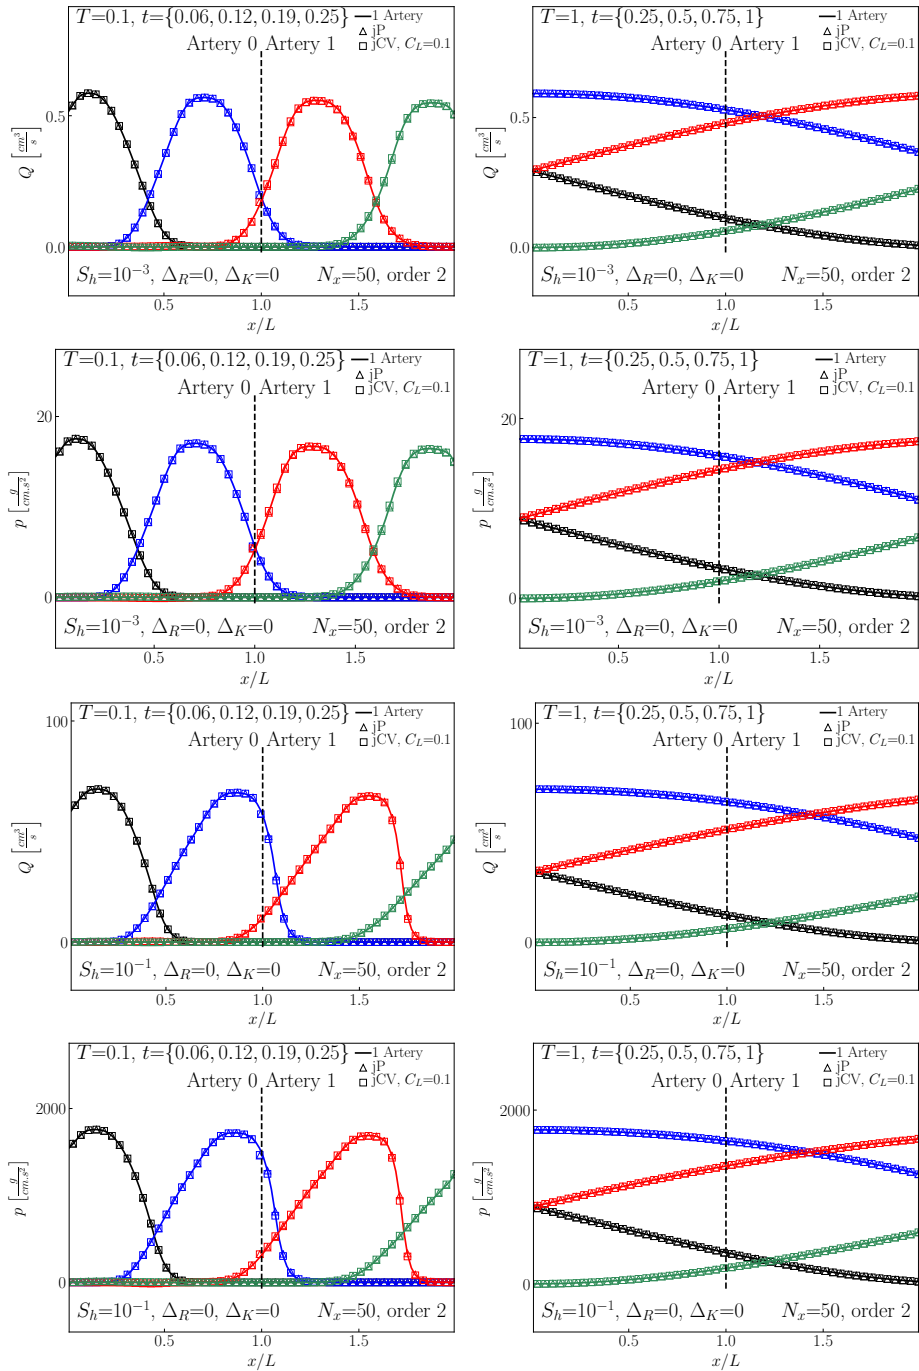 T=0.1, t={0.06, 0.12, 0.19, 0.25}
1 Artery
jP
jCV, C_L=0.1
Artery 0 Artery 1
0.5
0.0
Q [cm³/s]
S_h=10⁻³, Δ_R=0, Δ_K=0
N_x=50, order 2
0.5 1.0 1.5
x/L
T=1, t={0.25, 0.5, 0.75, 1}
1 Artery
jP
jCV, C_L=0.1
Artery 0 Artery 1
0.5
0.0
Q [cm³/s]
S_h=10⁻³, Δ_R=0, Δ_K=0
N_x=50, order 2
0.5 1.0 1.5
x/L
T=0.1, t={0.06, 0.12, 0.19, 0.25}
1 Artery
jP
jCV, C_L=0.1
Artery 0 Artery 1
20
0
p [g/cm.s²]
S_h=10⁻³, Δ_R=0, Δ_K=0
N_x=50, order 2
0.5 1.0 1.5
x/L
T=1, t={0.25, 0.5, 0.75, 1}
1 Artery
jP
jCV, C_L=0.1
Artery 0 Artery 1
20
0
p [g/cm.s²]
S_h=10⁻³, Δ_R=0, Δ_K=0
N_x=50, order 2
0.5 1.0 1.5
x/L
T=0.1, t={0.06, 0.12, 0.19, 0.25}
1 Artery
jP
jCV, C_L=0.1
Artery 0 Artery 1
100
0
Q [cm³/s]
S_h=10⁻¹, Δ_R=0, Δ_K=0
N_x=50, order 2
0.5 1.0 1.5
x/L
T=1, t={0.25, 0.5, 0.75, 1}
1 Artery
jP
jCV, C_L=0.1
Artery 0 Artery 1
100
0
Q [cm³/s]
S_h=10⁻¹, Δ_R=0, Δ_K=0
N_x=50, order 2
0.5 1.0 1.5
x/L
T=0.1, t={0.06, 0.12, 0.19, 0.25}
1 Artery
jP
jCV, C_L=0.1
Artery 0 Artery 1
2000
0
p [g/cm.s²]
S_h=10⁻¹, Δ_R=0, Δ_K=0
N_x=50, order 2
0.5 1.0 1.5
x/L
T=1, t={0.25, 0.5, 0.75, 1}
1 Artery
jP
jCV, C_L=0.1
Artery 0 Artery 1
2000
0
p [g/cm.s²]
S_h=10⁻¹, Δ_R=0, Δ_K=0
N_x=50, order 2
0.5 1.0 1.5
x/L